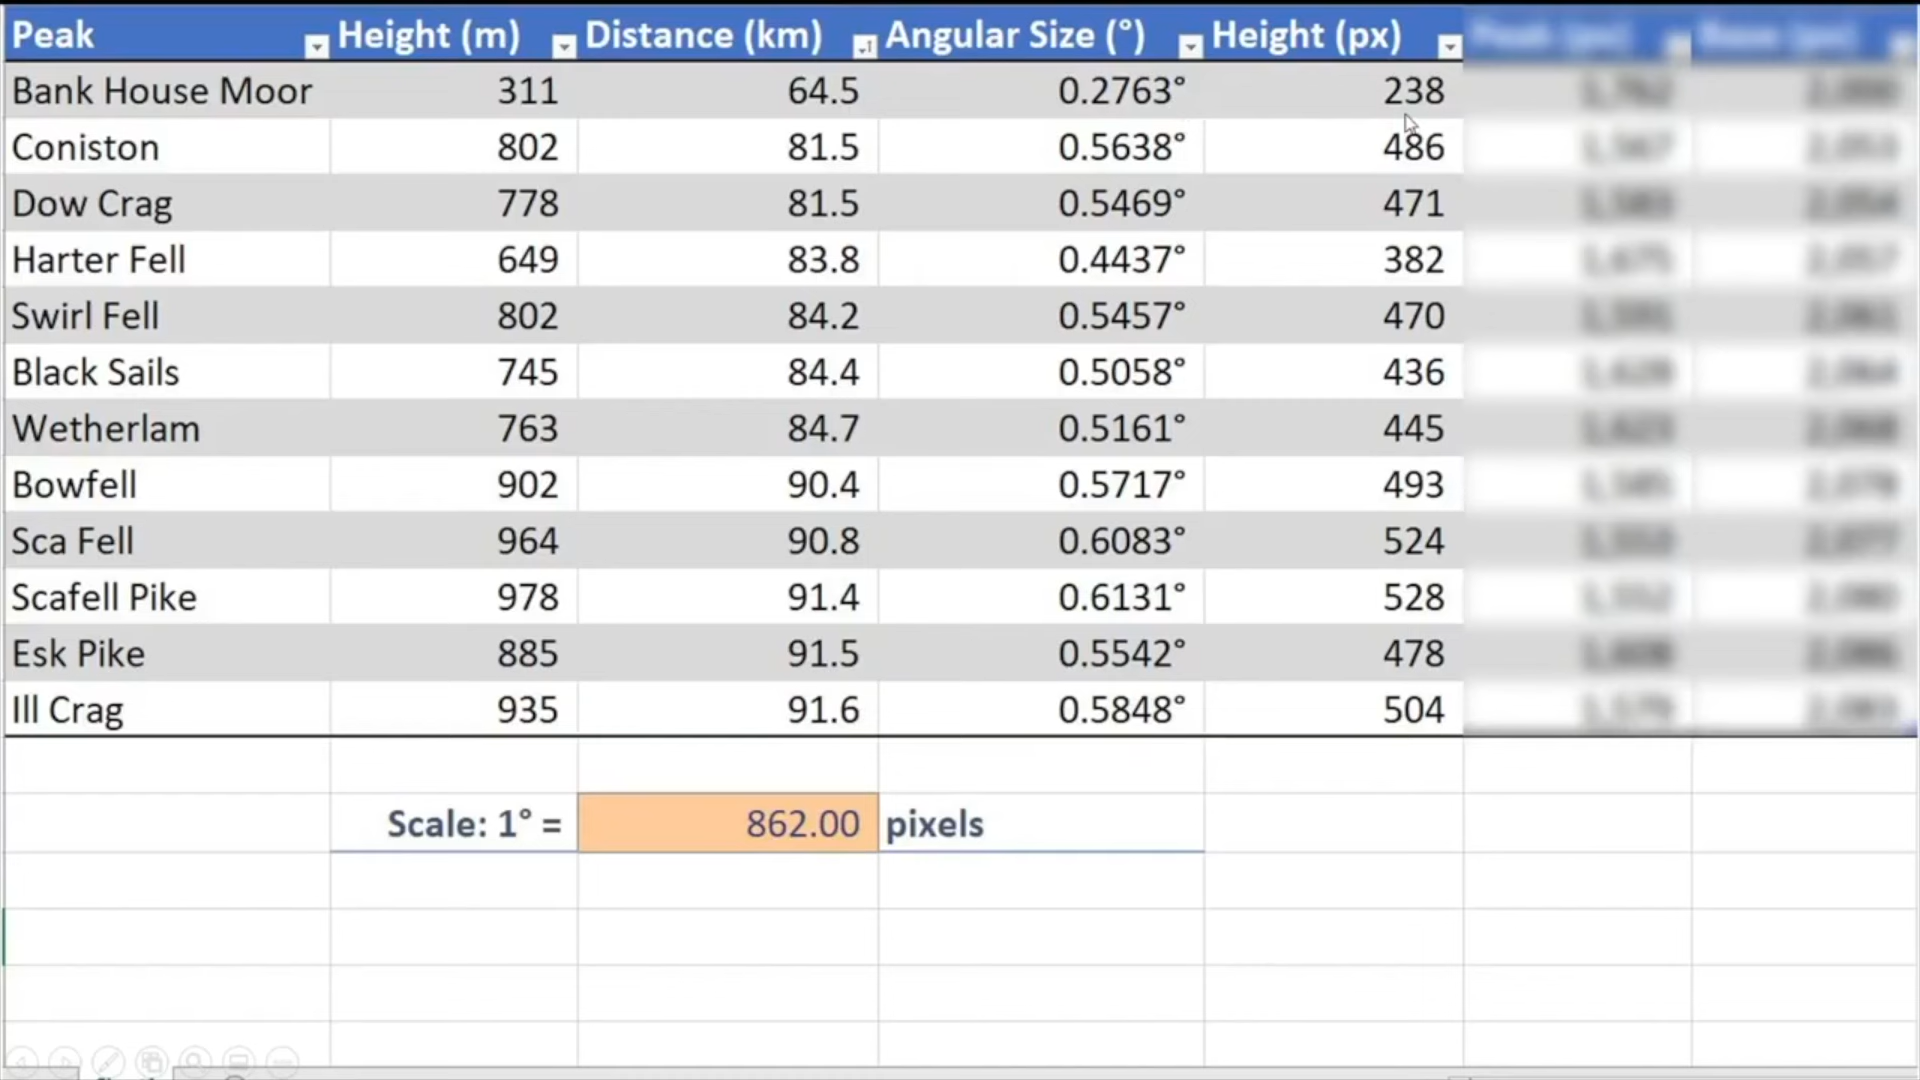 Peak Height (m) Distance (km) Angular Size (°) Height (px)
Bank House Moor 311 64.5 0.2763° 238
Coniston 802 81.5 0.5638° 486
Dow Crag 778 81.5 0.5469° 471
Harter Fell 649 83.8 0.4437° 382
Swirl Fell 802 84.2 0.5457° 470
Black Sails 745 84.4 0.5058° 436
Wetherlam 763 84.7 0.5161° 445
Bowfell 902 90.4 0.5717° 493
Sca Fell 964 90.8 0.6083° 524
Scafell Pike 978 91.4 0.6131° 528
Esk Pike 885 91.5 0.5542° 478
Ill Crag 935 91.6 0.5848° 504
Scale: 1° = 862.00 pixels